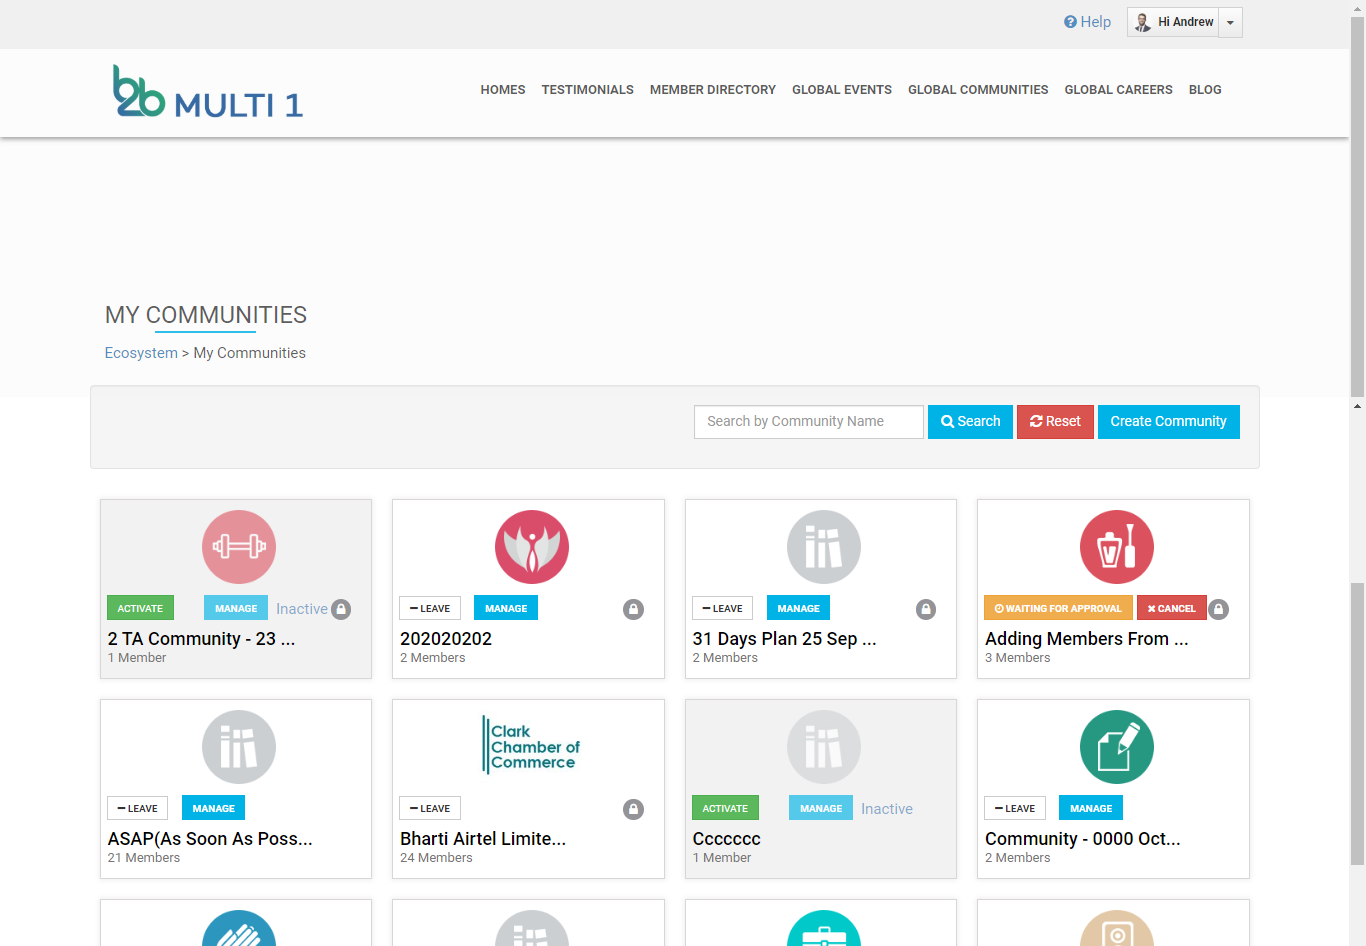 Help
Hi Andrew
b2b MULTI 1
HOMES TESTIMONIALS MEMBER DIRECTORY GLOBAL EVENTS GLOBAL COMMUNITIES GLOBAL CAREERS BLOG
MY COMMUNITIES
Ecosystem > My Communities
Search by Community Name
Search
Reset
Create Community
ACTIVATE MANAGE Inactive
2 TA Community - 23 ...
1 Member
LEAVE MANAGE
202020202
2 Members
LEAVE MANAGE
31 Days Plan 25 Sep ...
2 Members
WAITING FOR APPROVAL CANCEL
Adding Members From ...
3 Members
LEAVE MANAGE
ASAP(As Soon As Poss...
21 Members
Clark
Chamber of
Commerce
LEAVE
Bharti Airtel Limite...
24 Members
ACTIVATE MANAGE Inactive
Ccccccc
1 Member
LEAVE MANAGE
Community - 0000 Oct...
2 Members